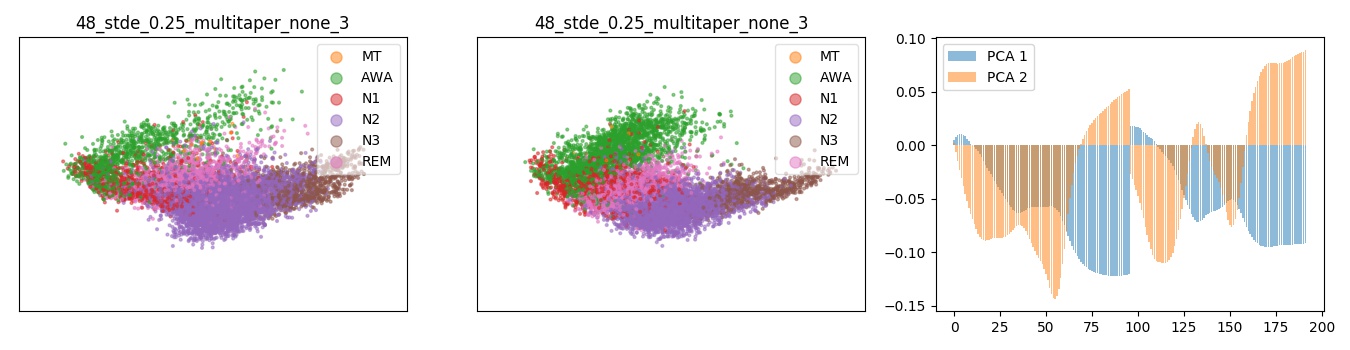 48_stde_0.25_multitaper_none_3
MT
AWA
N1
N2
N3
REM
48_stde_0.25_multitaper_none_3
MT
AWA
N1
N2
N3
REM
PCA 1
PCA 2
0.10
0.05
0.00
−0.05
−0.10
−0.15
0 25 50 75 100 125 150 175 200